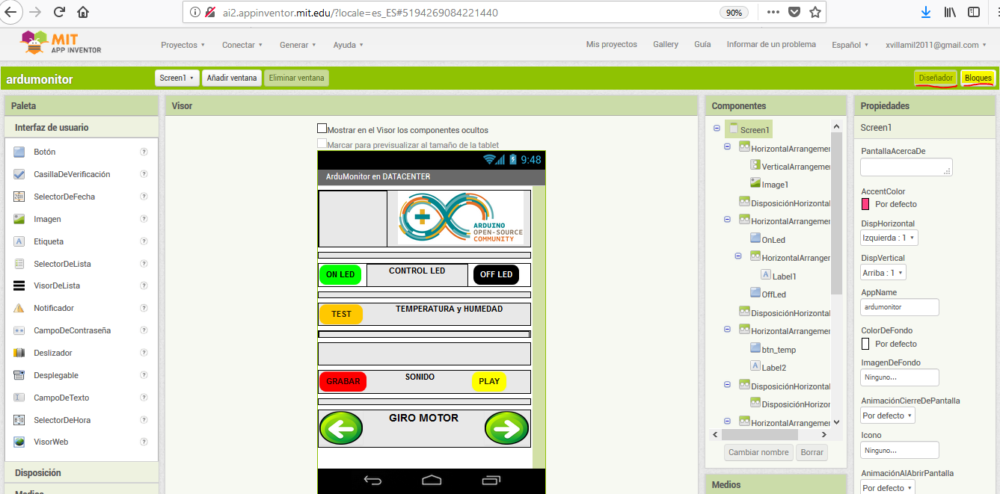 ai2.appinventor.mit.edu/?locale=es_ES#5194269084221440
90%
MIT
APP INVENTOR
Proyectos
Conectar
Generar
Ayuda
Mis proyectos
Gallery
Guía
Informar de un problema
Español
xvillamil2011@gmail.com
ardumonitor
Screen1
Añadir ventana
Eliminar ventana
Diseñador
Bloques
Paleta
Interfaz de usuario
Botón
CasillaDeVerificación
SelectorDeFecha
Imagen
Etiqueta
SelectorDeLista
VisorDeLista
Notificador
CampoDeContraseña
Deslizador
Desplegable
CampoDeTexto
SelectorDeHora
VisorWeb
Disposición
Medios
Visor
Mostrar en el Visor los componentes ocultos
Marcar para previsualizar al tamaño de la tablet
9:48
ArduMonitor en DATACENTER
ARDUINO
OPEN-SOURCE
COMMUNITY
ON LED
CONTROL LED
OFF LED
TEST
TEMPERATURA y HUMEDAD
GRABAR
SONIDO
PLAY
GIRO MOTOR
Componentes
Screen1
HorizontalArrangemen
VerticalArrangemen
Image1
DisposiciónHorizontal
HorizontalArrangemen
OnLed
HorizontalArranger
Label1
OffLed
DisposiciónHorizontal
HorizontalArrangemen
btn_temp
Label2
DisposiciónHorizontal
DisposiciónHorizor
HorizontalArrangemen
Cambiar nombre
Borrar
Medios
Propiedades
Screen1
PantallaAcercaDe
AccentColor
Por defecto
DispHorizontal
Izquierda : 1
DispVertical
Arriba : 1
AppName
ardumonitor
ColorDeFondo
Por defecto
ImagenDeFondo
Ninguno...
AnimaciónCierreDePantalla
Por defecto
Icono
Ninguno...
AnimaciónAlAbrirPantalla
Por defecto